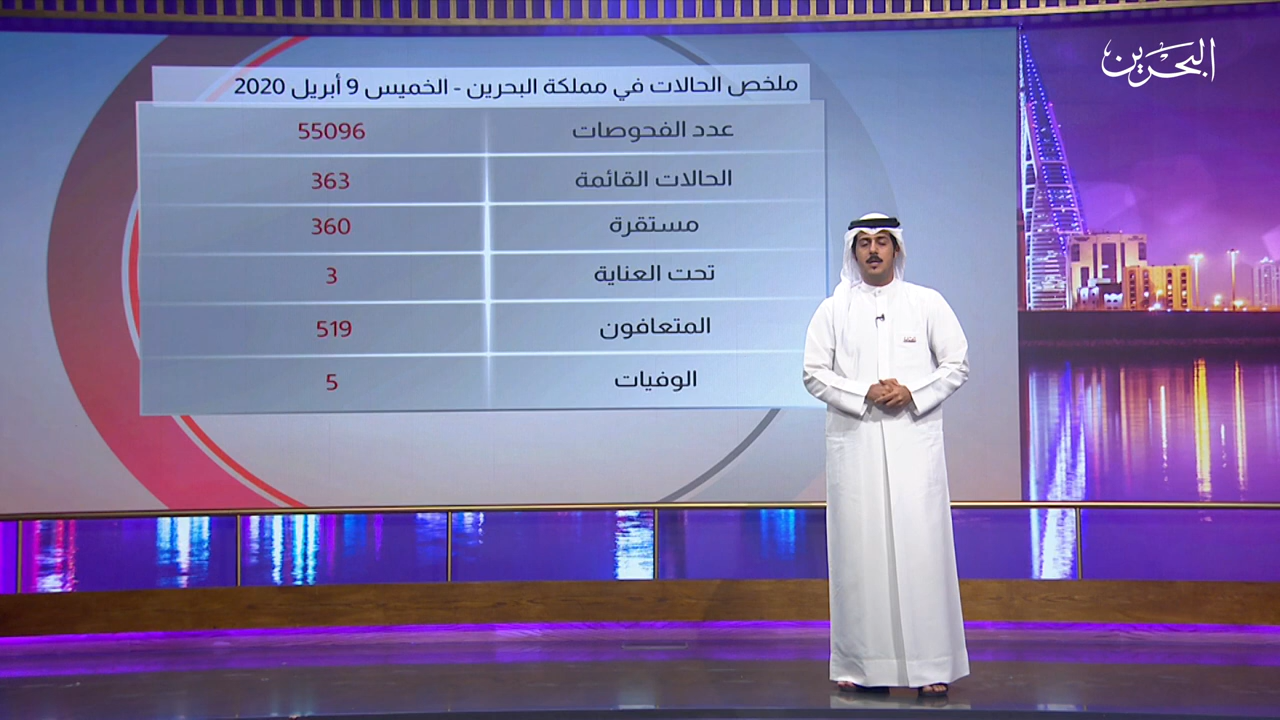 البحرين
ملخص الحالات في مملكة البحرين - الخميس 9 أبريل 2020
عدد الفحوصات 55096
الحالات القائمة 363
مستقرة 360
تحت العناية 3
المتعافون 519
الوفيات 5